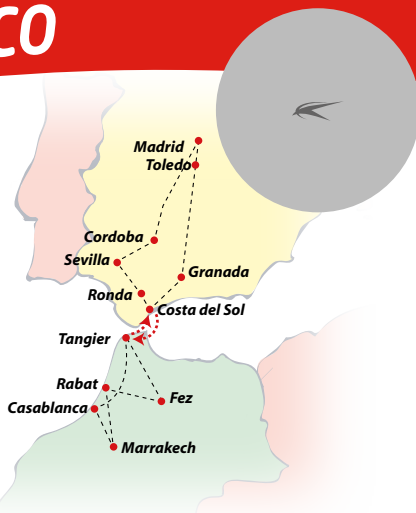 CO
Madrid
Toledo
Cordoba
Sevilla
Granada
Ronda
Costa del Sol
Tangier
Rabat
Fez
Casablanca
Marrakech